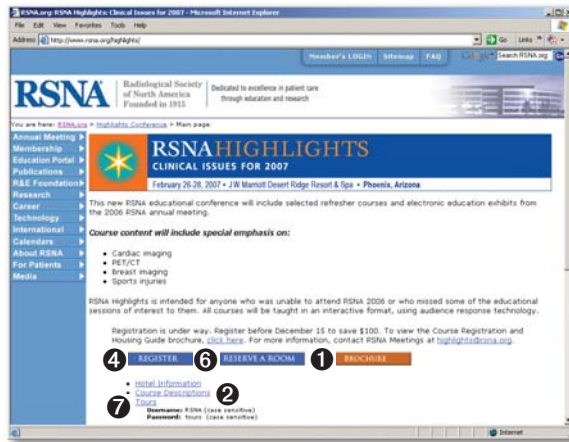 RSNA.org: RSNA Highlights: Clinical Issues for 2007 - Microsoft Internet Explorer
File Edit View Favorites Tools Help
Address http://www.rsna.org/highlights/ Go Links
Member's LOGIn Sitemap FAQ Search RSNA.org
RSNA
Radiological Society
of North America
Founded in 1915
Dedicated to excellence in patient care
through education and research
You are here: RSNA.org > Highlights Conference > Main page
Annual Meeting
Membership
Education Portal
Publications
R&E Foundation
Research
Career
Technology
International
Calendars
About RSNA
For Patients
Media
RSNAHIGHLIGHTS
CLINICAL ISSUES FOR 2007
February 26-28, 2007 • JW Marriott Desert Ridge Resort & Spa • Phoenix, Arizona
This new RSNA educational conference will include selected refresher courses and electronic education exhibits from
the 2006 RSNA annual meeting.
Course content will include special emphasis on:
• Cardiac imaging
• PET/CT
• Breast imaging
• Sports injuries
RSNA Highlights is intended for anyone who was unable to attend RSNA 2006 or who missed some of the educational
sessions of interest to them. All courses will be taught in an interactive format, using audience response technology.
Registration is under way. Register before December 15 to save $100. To view the Course Registration and
Housing Guide brochure, click here. For more information, contact RSNA Meetings at highlights@rsna.org.
4 REGISTER 6 RESERVE A ROOM 1 BROCHURE
• Hotel Information
• Course Descriptions 2
7 Tours
Username: RSNA (case sensitive)
Password: tours (case sensitive)
Internet